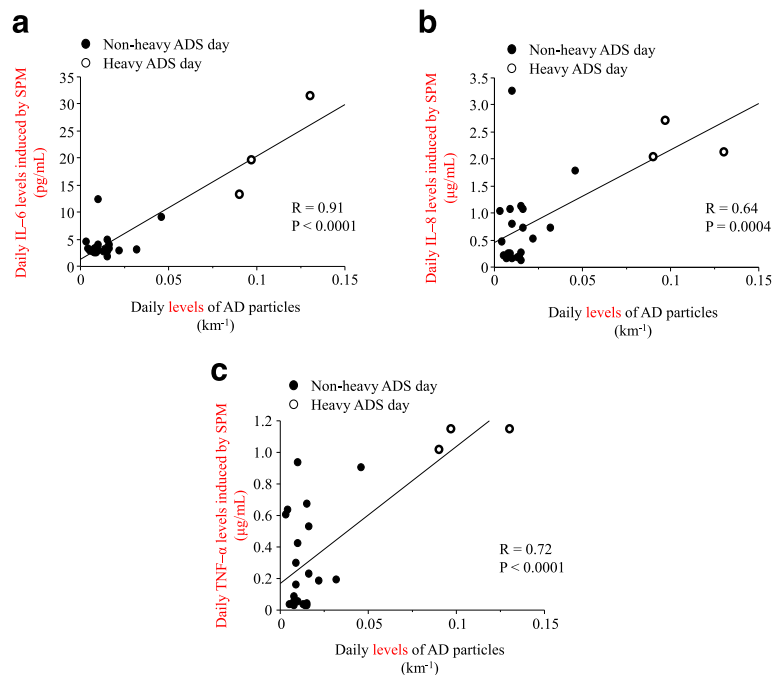 a
Non-heavy ADS day
Heavy ADS day
Daily IL–6 levels induced by SPM
(pg/mL)
35
30
25
20
15
10
5
0
R = 0.91
P < 0.0001
0
0.05
0.1
0.15
Daily levels of AD particles
(km-1)
b
Non-heavy ADS day
Heavy ADS day
Daily IL–8 levels induced by SPM
(μg/mL)
3.5
3.0
2.5
2.0
1.5
1.0
0.5
0
R = 0.64
P = 0.0004
0
0.05
0.1
0.15
Daily levels of AD particles
(km-1)
c
Non-heavy ADS day
Heavy ADS day
Daily TNF–α levels induced by SPM
(μg/mL)
1.2
1.0
0.8
0.6
0.4
0.2
0
R = 0.72
P < 0.0001
0
0.05
0.1
0.15
Daily levels of AD particles
(km-1)